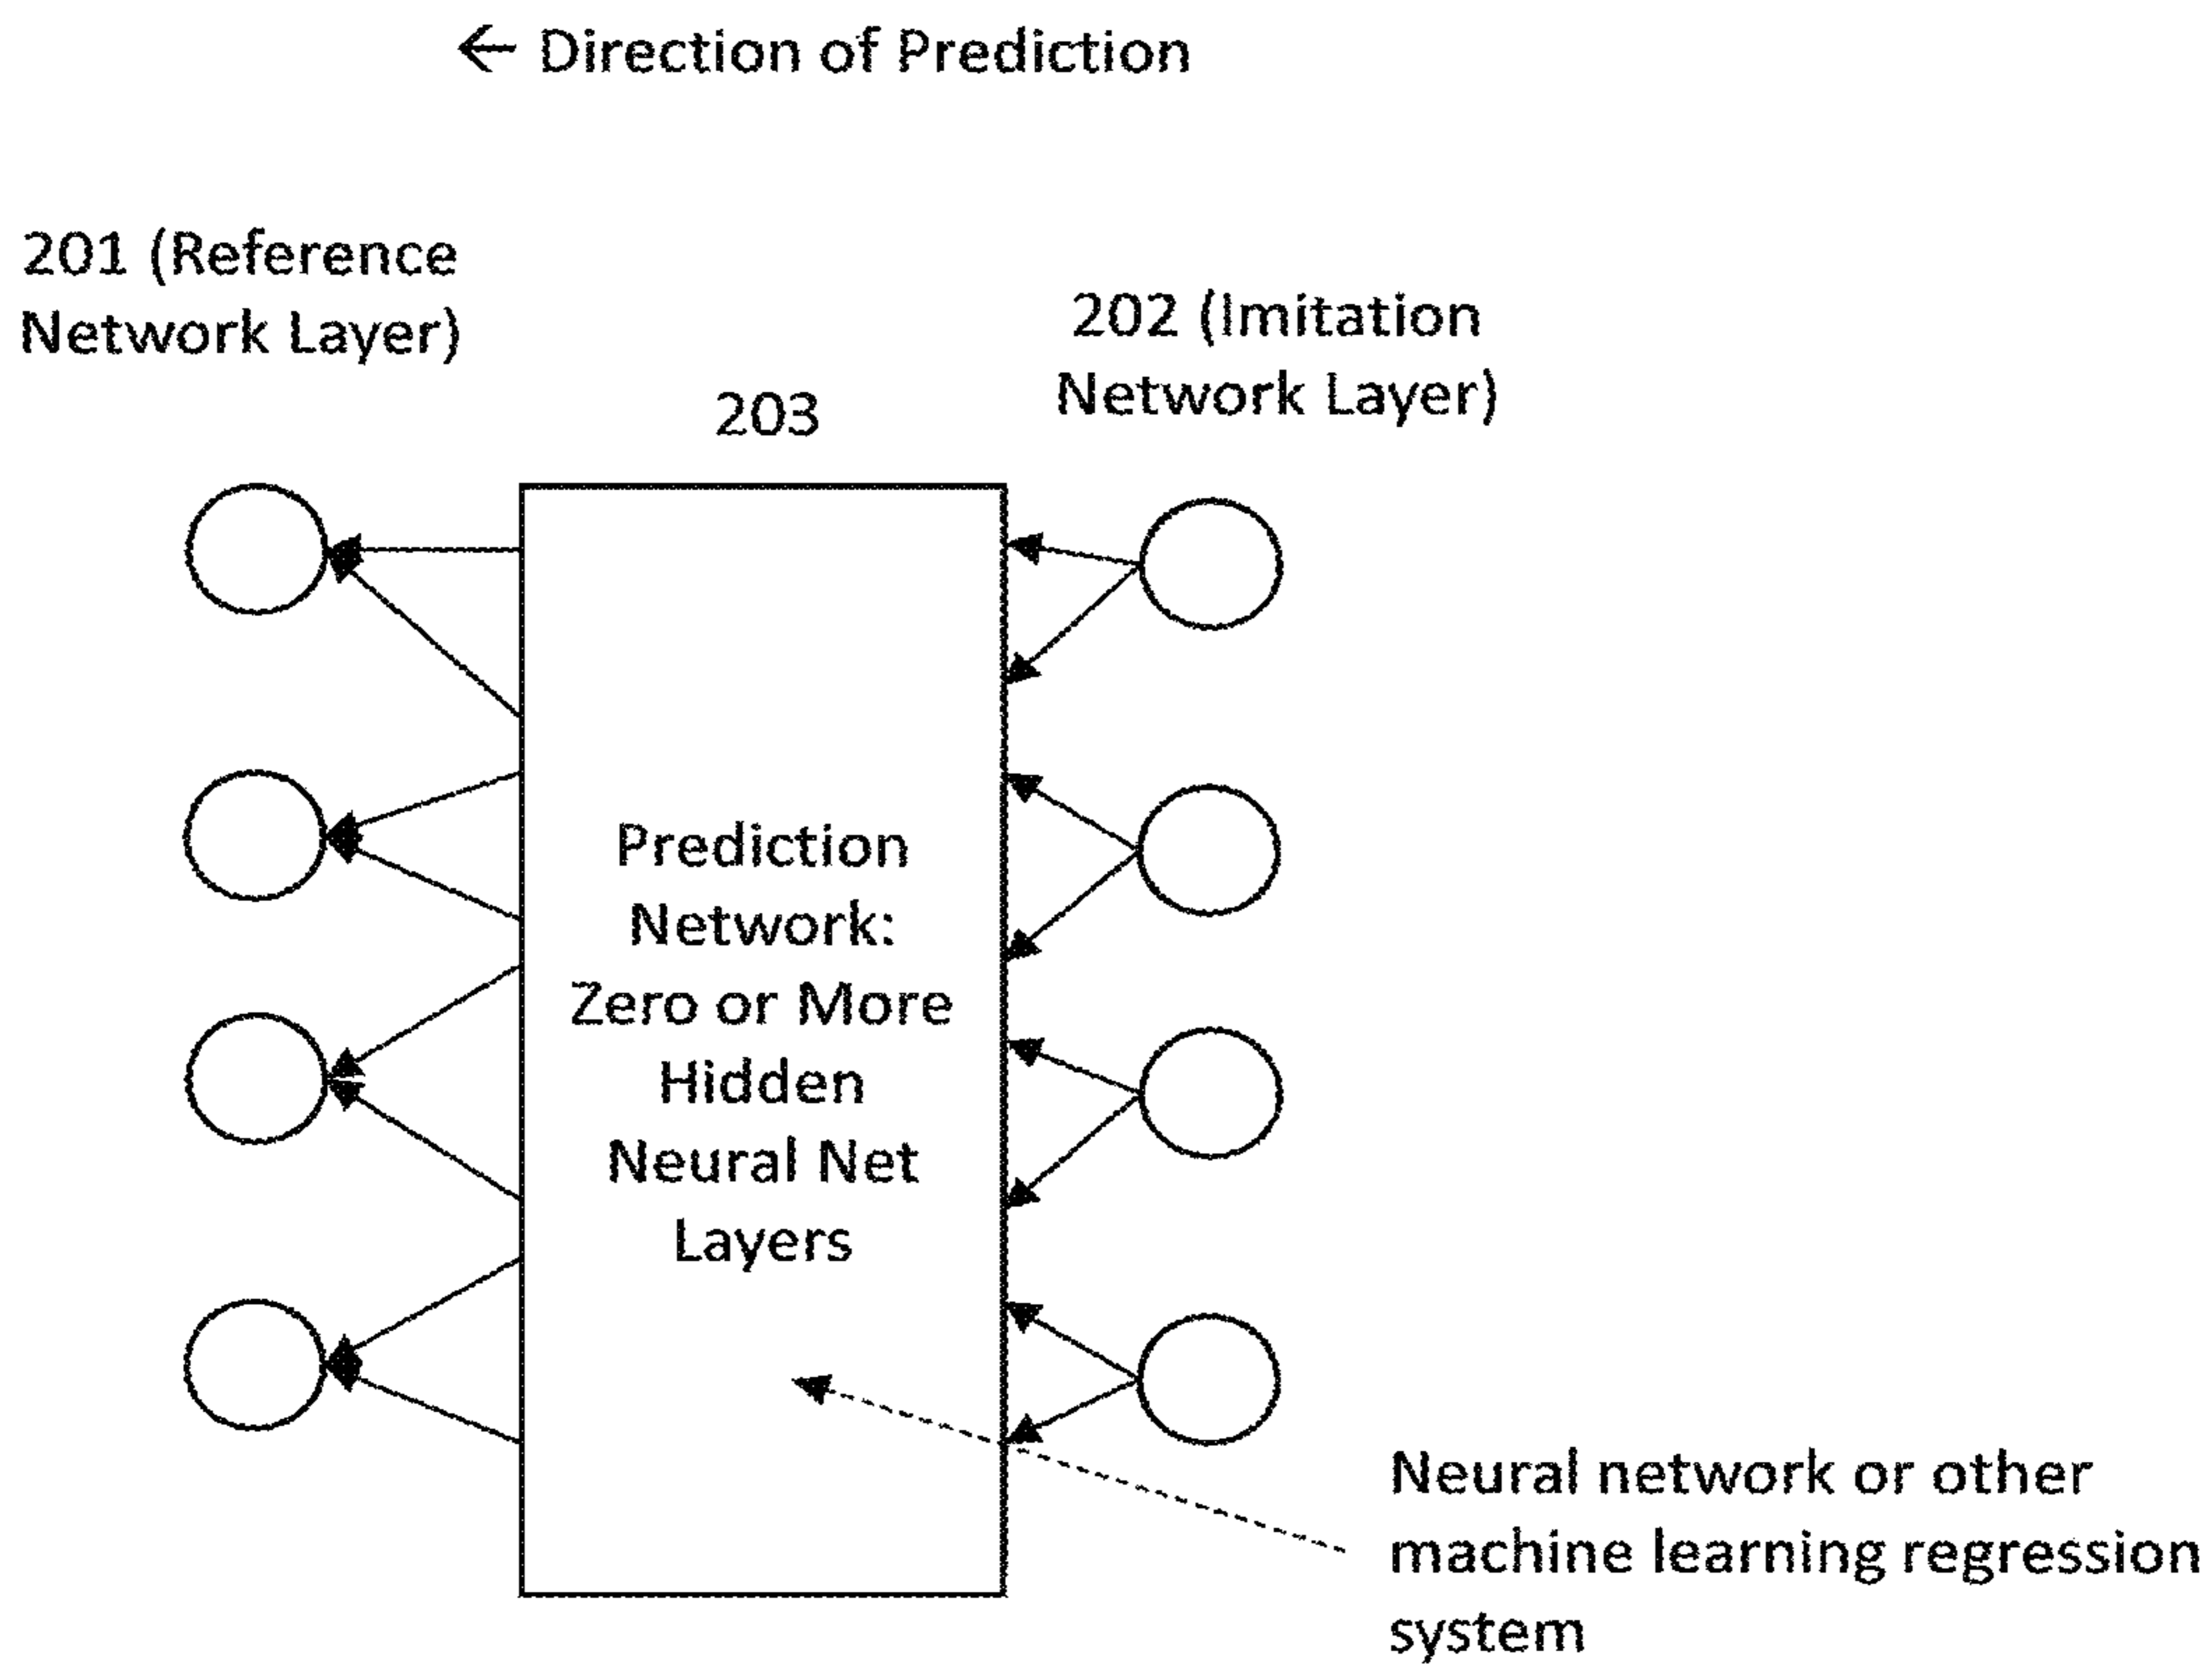 ← Direction of Prediction
201 (Reference
Network Layer)
202 (Imitation
Network Layer)
203
Prediction
Network:
Zero or More
Hidden
Neural Net
Layers
Neural network or other
machine learning regression
system